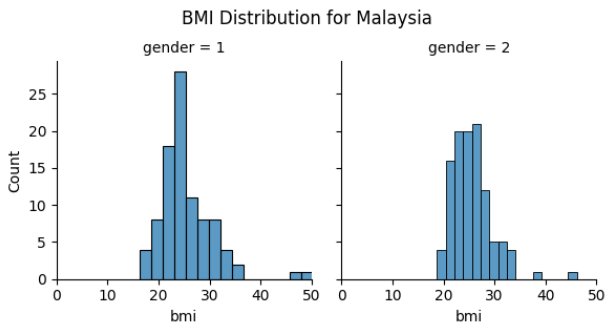 BMI Distribution for Malaysia
gender = 1
gender = 2
Count
25
20
15
10
5
0
0 10 20 30 40 50
0 10 20 30 40 50
bmi
bmi